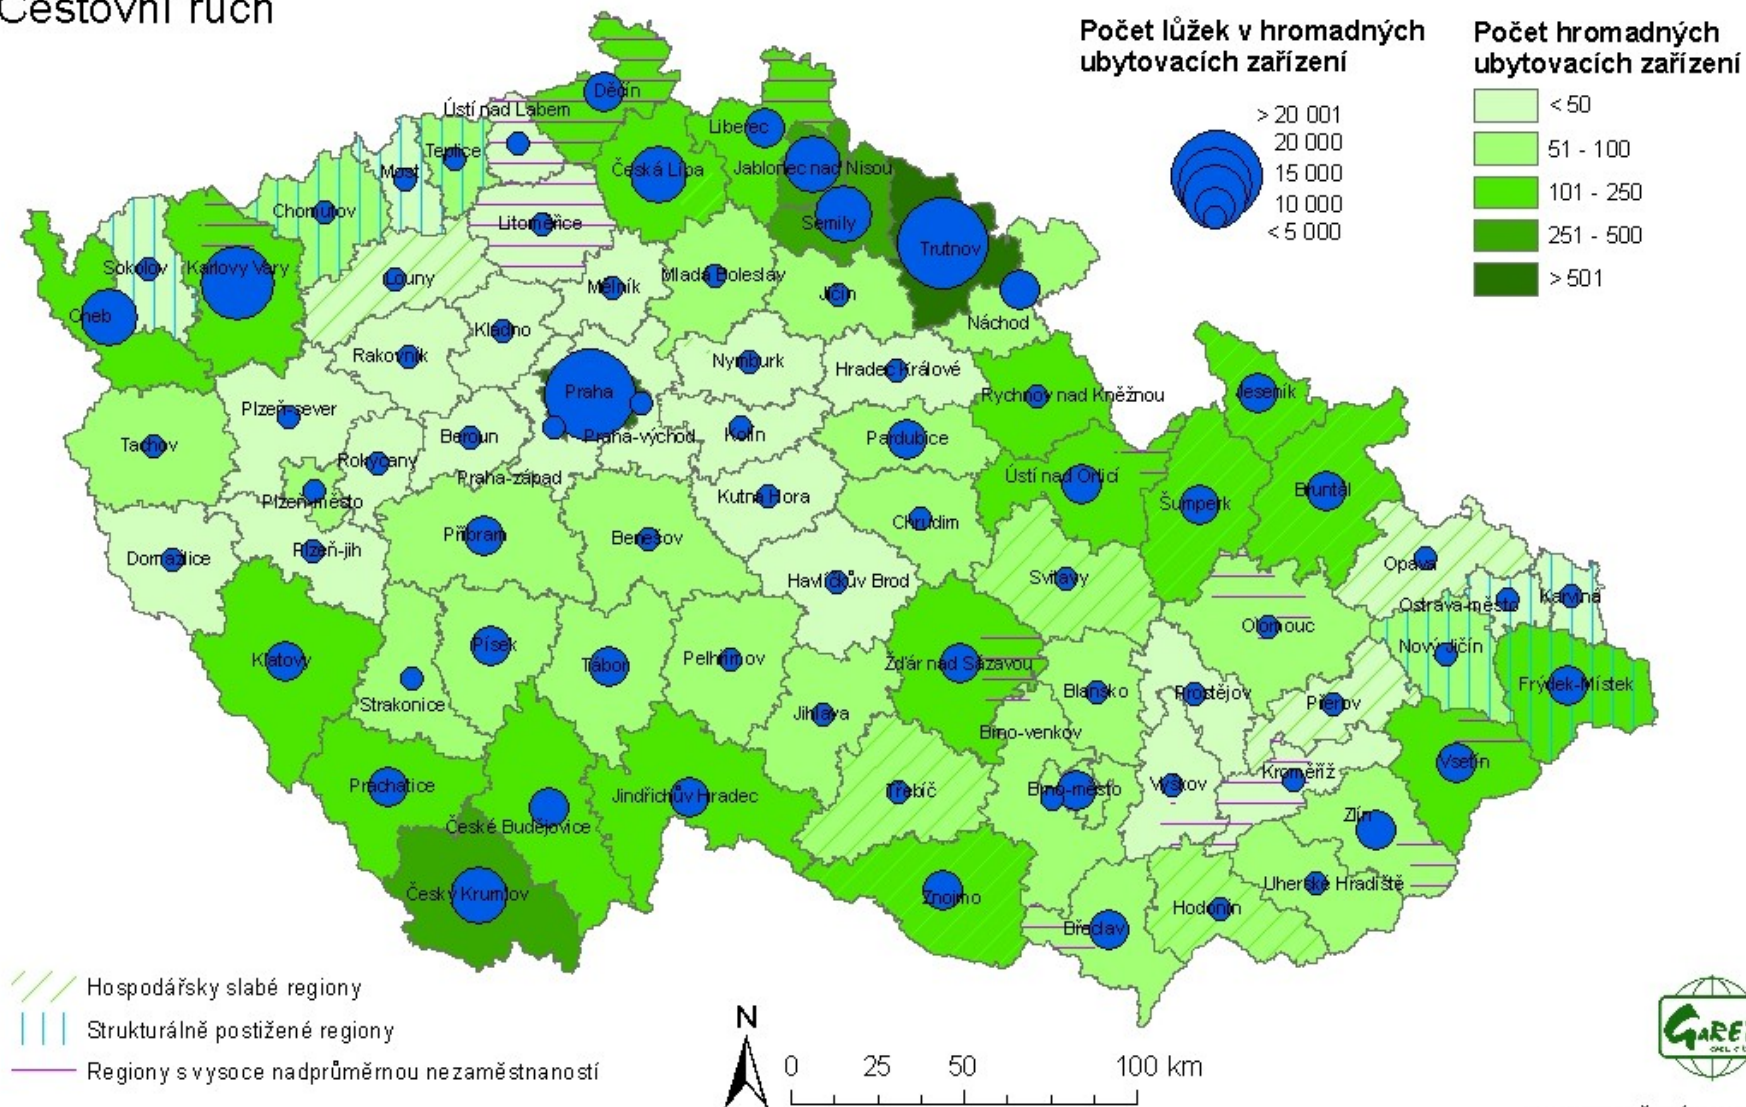 Cestovní ruch
Počet lůžek v hromadných
ubytovacích zařízení
> 20 001
20 000
15 000
10 000
< 5 000
Počet hromadných
ubytovacích zařízení
< 50
51 - 100
101 - 250
251 - 500
> 501
Děčín
Ústí nad Labem
Liberec
Teplice
Česká Lípa
Jablonec nad Nisou
Most
Chomutov
Litoměřice
Semily
Trutnov
Sokolov
Karlovy Vary
Louny
Mělník
Mladá Boleslav
Jičín
Cheb
Náchod
Kladno
Rakovník
Nymburk
Hradec Králové
Praha
Rychnov nad Kněžnou
Jeseník
Plzeň-sever
Tachov
Beroun
Praha-východ
Kolín
Pardubice
Rokycany
Praha-západ
Ústí nad Orlicí
Plzeň-město
Kutná Hora
Šumperk
Bruntál
Chrudim
Příbram
Benešov
Domažlice
Plzeň-jih
Opava
Havlíčkův Brod
Svitavy
Ostrava-město
Karviná
Olomouc
Klatovy
Písek
Tábor
Pelhřimov
Žďár nad Sázavou
Nový Jičín
Frýdek-Místek
Strakonice
Blansko
Prostějov
Přerov
Jihlava
Brno-venkov
Vsetín
Kroměříž
Prachatice
Jindřichův Hradec
Třebíč
Brno-město
Vyškov
Zlín
České Budějovice
Český Krumlov
Znojmo
Uherské Hradiště
Hodonín
Břeclav
Hospodářsky slabé regiony
Strukturálně postižené regiony
Regiony s vysoce nadprůměrnou nezaměstnaností
N
0 25 50 100 km